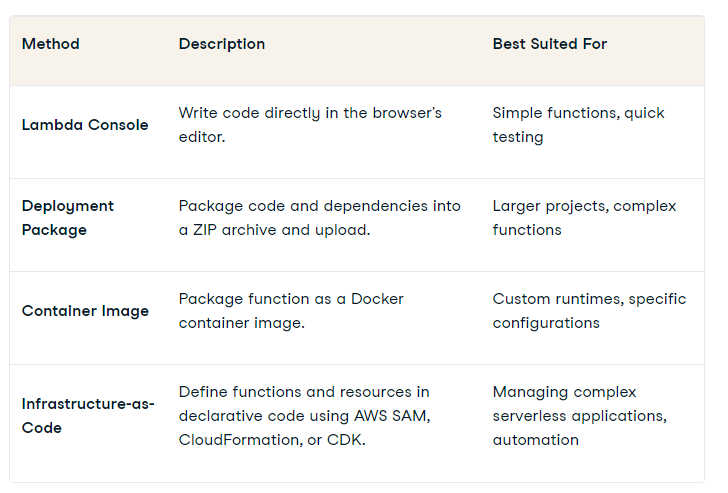 Method Description Best Suited For
Lambda Console
Write code directly in the browser's
editor.
Simple functions, quick
testing
Deployment
Package
Package code and dependencies into
a ZIP archive and upload.
Larger projects, complex
functions
Container Image
Package function as a Docker
container image.
Custom runtimes, specific
configurations
Infrastructure-as-
Code
Define functions and resources in
declarative code using AWS SAM,
CloudFormation, or CDK.
Managing complex
serverless applications,
automation